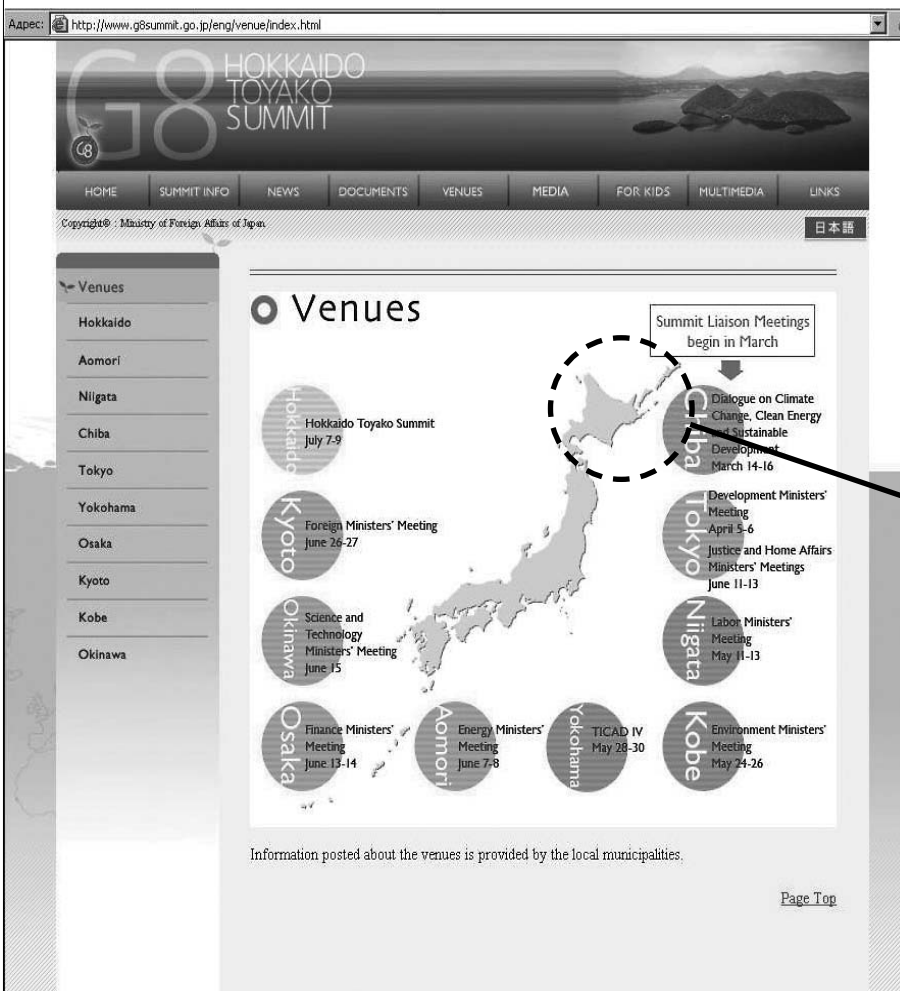 Адрес: http://www.g8summit.go.jp/eng/venue/index.html
G8 HOKKAIDO
TOYAKO
SUMMIT
G8
HOME SUMMIT INFO NEWS DOCUMENTS VENUES MEDIA FOR KIDS MULTIMEDIA LINKS
Copyright® : Ministry of Foreign Affairs of Japan.
日本語
Venues
Hokkaido
Aomori
Niigata
Chiba
Tokyo
Yokohama
Osaka
Kyoto
Kobe
Okinawa
Venues
Summit Liaison Meetings
begin in March
Hokkaido
Hokkaido Toyako Summit
July 7-9
Chiba
Dialogue on Climate
Change, Clean Energy
and Sustainable
Development
March 14-16
Kyoto
Foreign Ministers' Meeting
June 26-27
Tokyo
Development Ministers'
Meeting
April 5-6
Justice and Home Affairs
Ministers' Meetings
June 11-13
Okinawa
Science and
Technology
Ministers' Meeting
June 15
Niigata
Labor Ministers'
Meeting
May 11-13
Osaka
Finance Ministers'
Meeting
June 13-14
Aomori
Energy Ministers'
Meeting
June 7-8
Yokohama
TICAD IV
May 28-30
Kobe
Environment Ministers'
Meeting
May 24-26
Information posted about the venues is provided by the local municipalities.
Page Top